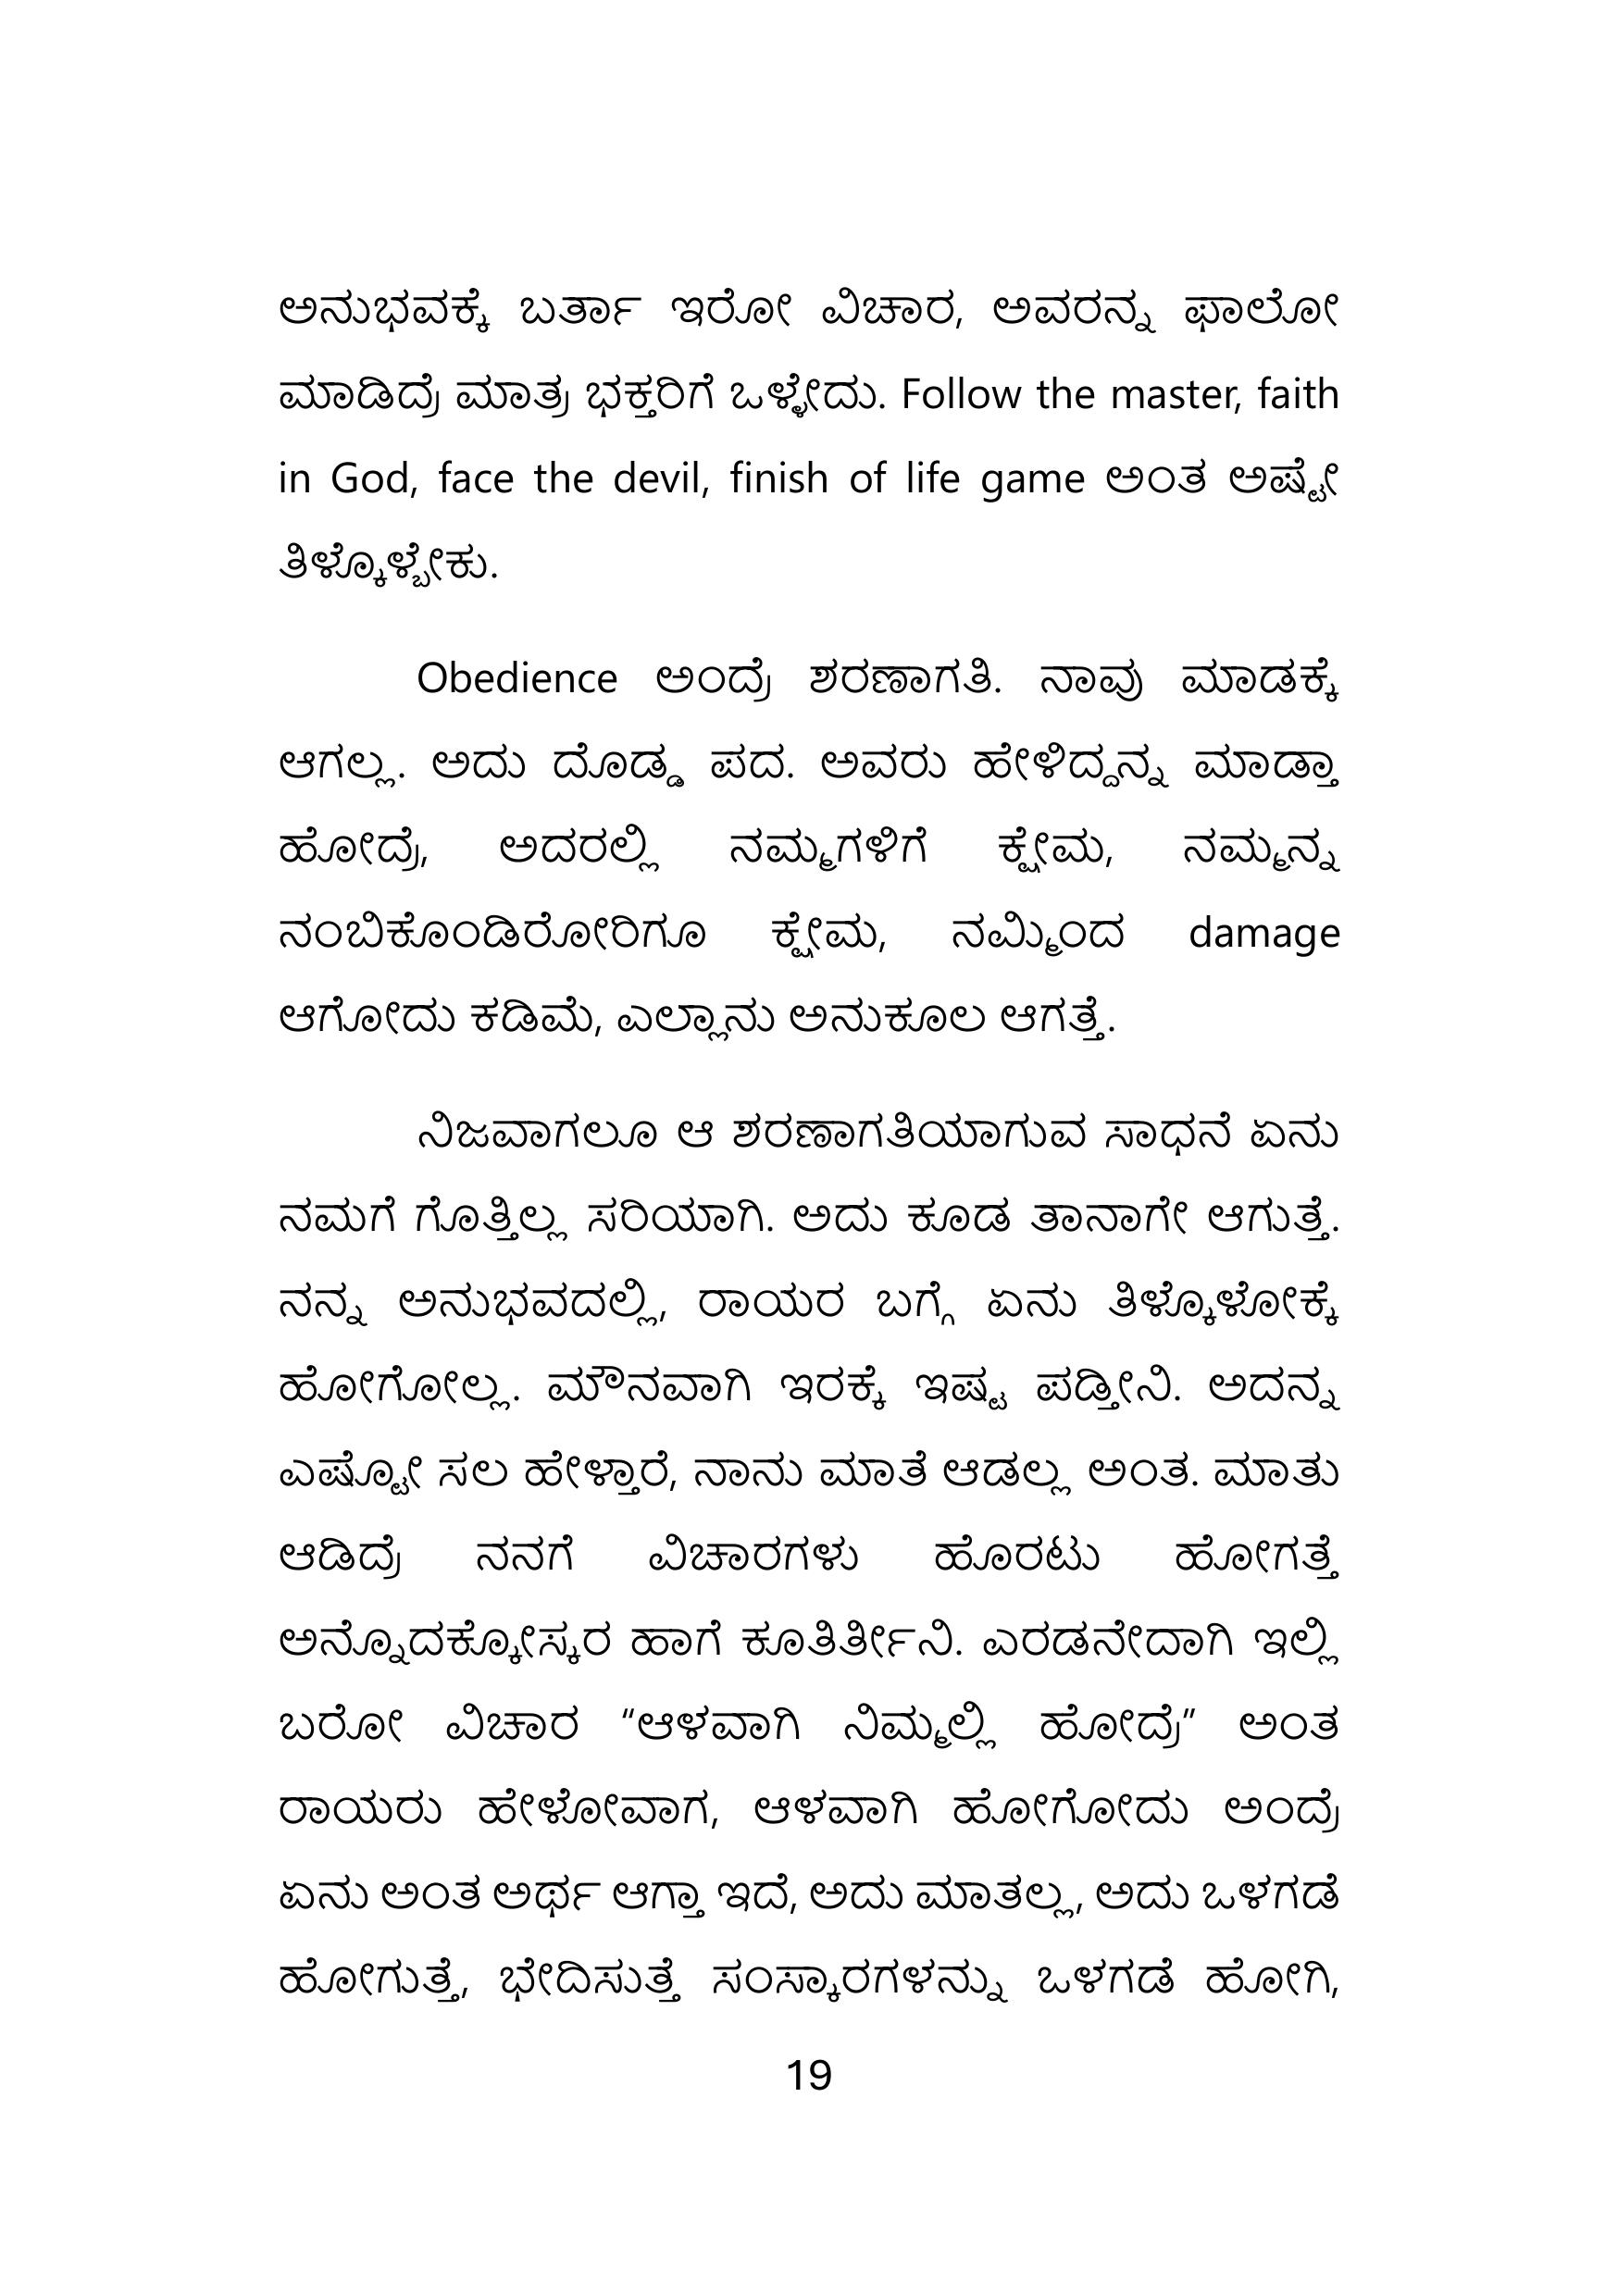 ಅನುಭವಕ್ಕೆ ಬರ್ತಾ ಇರೋ ವಿಚಾರ, ಅವರನ್ನ ಫಾಲೋ
ಮಾಡಿದ್ರೆ ಮಾತ್ರ ಭಕ್ತರಿಗೆ ಒಳ್ಳೇದು. Follow the master, faith
in God, face the devil, finish of life game ಅಂತ ಅಷ್ಟೇ
ತಿಳ್ಕೊಳ್ಬೇಕು.
Obedience ಅಂದ್ರೆ ಶರಣಾಗತಿ. ನಾವು ಮಾಡಕ್ಕೆ
ಆಗಲ್ಲ. ಅದು ದೊಡ್ಡ ಪದ. ಅವರು ಹೇಳಿದ್ದನ್ನ ಮಾಡ್ತಾ
ಹೋದ್ರೆ, ಅದರಲ್ಲಿ ನಮ್ಮಗಳಿಗೆ ಕ್ಷೇಮ, ನಮ್ಮನ್ನ
ನಂಬಿಕೊಂಡಿರೋರಿಗೂ ಕ್ಷೇಮ, ನಮ್ಮಿಂದ damage
ಆಗೋದು ಕಡಿಮೆ, ಎಲ್ಲಾನು ಅನುಕೂಲ ಆಗತ್ತೆ.
ನಿಜವಾಗಲೂ ಆ ಶರಣಾಗತಿಯಾಗುವ ಸಾಧನೆ ಏನು
ನಮಗೆ ಗೊತ್ತಿಲ್ಲ ಸರಿಯಾಗಿ. ಅದು ಕೂಡ ತಾನಾಗೇ ಆಗುತ್ತೆ.
ನನ್ನ ಅನುಭವದಲ್ಲಿ, ರಾಯರ ಬಗ್ಗೆ ಏನು ತಿಳ್ಕೊಳೋಕ್ಕೆ
ಹೋಗೋಲ್ಲ. ಮೌನವಾಗಿ ಇರಕ್ಕೆ ಇಷ್ಟ ಪಡ್ತೀನಿ. ಅದನ್ನ
ಎಷ್ಟೋ ಸಲ ಹೇಳ್ತಾರೆ, ನಾನು ಮಾತೆ ಆಡಲ್ಲ ಅಂತ. ಮಾತು
ಆಡಿದ್ರೆ ನನಗೆ ವಿಚಾರಗಳು ಹೊರಟು ಹೋಗತ್ತೆ
ಅನ್ನೊದಕ್ಕೋಸ್ಕರ ಹಾಗೆ ಕೂತಿರ್ತೀನಿ. ಎರಡನೇದಾಗಿ ಇಲ್ಲಿ
ಬರೋ ವಿಚಾರ “ಆಳವಾಗಿ ನಿಮ್ಮಲ್ಲಿ ಹೋದ್ರೆ” ಅಂತ
ರಾಯರು ಹೇಳೋವಾಗ, ಆಳವಾಗಿ ಹೋಗೋದು ಅಂದ್ರೆ
ಏನು ಅಂತ ಅರ್ಥ ಆಗ್ತಾ ಇದೆ, ಅದು ಮಾತಲ್ಲ, ಅದು ಒಳಗಡೆ
ಹೋಗುತ್ತೆ, ಭೇದಿಸುತ್ತೆ ಸಂಸ್ಕಾರಗಳನ್ನು ಒಳಗಡೆ ಹೋಗಿ,
19